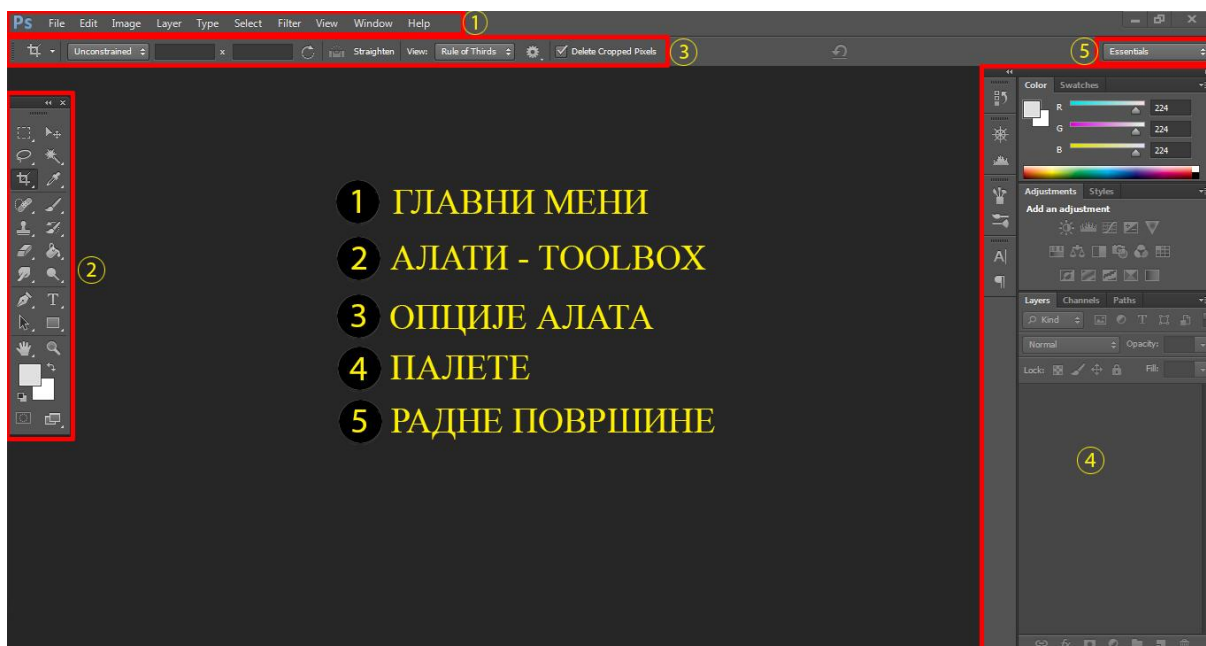 Ps File Edit Image Layer Type Select Filter View Window Help 1
Unconstrained x Straighten View: Rule of Thirds Delete Cropped Pixels 3 5 Essentials
Color Swatches
R 224
G 224
B 224
Adjustments Styles
Add an adjustment
1 ГЛАВНИ МЕНИ
2 АЛАТИ - TOOLBOX
3 ОПЦИЈЕ АЛАТА
4 ПАЛЕТЕ
5 РАДНЕ ПОВРШИНЕ
2
Layers Channels Paths
Kind
Normal Opacity:
Lock: Fill:
4